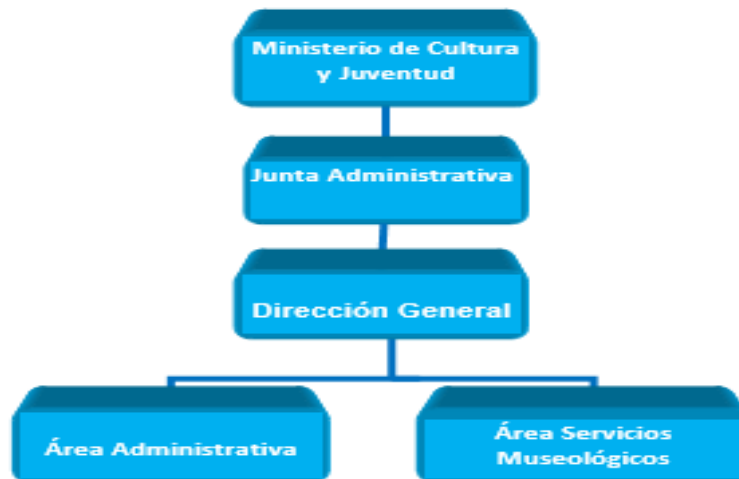 Ministerio de Cultura
y Juventud
Junta Administrativa
Dirección General
Área Administrativa
Área Servicios
Museológicos